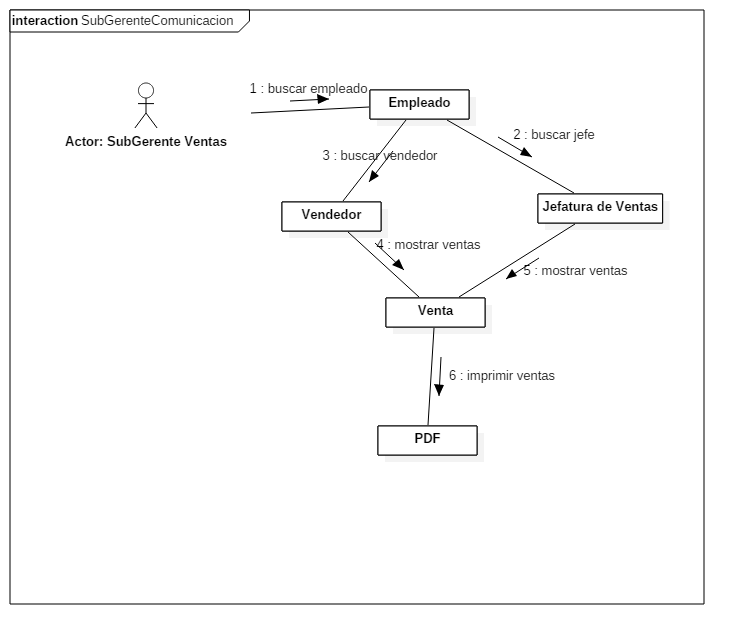 interaction SubGerenteComunicacion
1 : buscar empleado
Empleado
Actor: SubGerente Ventas
2 : buscar jefe
3 : buscar vendedor
Vendedor
Jefatura de Ventas
4 : mostrar ventas
5 : mostrar ventas
Venta
6 : imprimir ventas
PDF